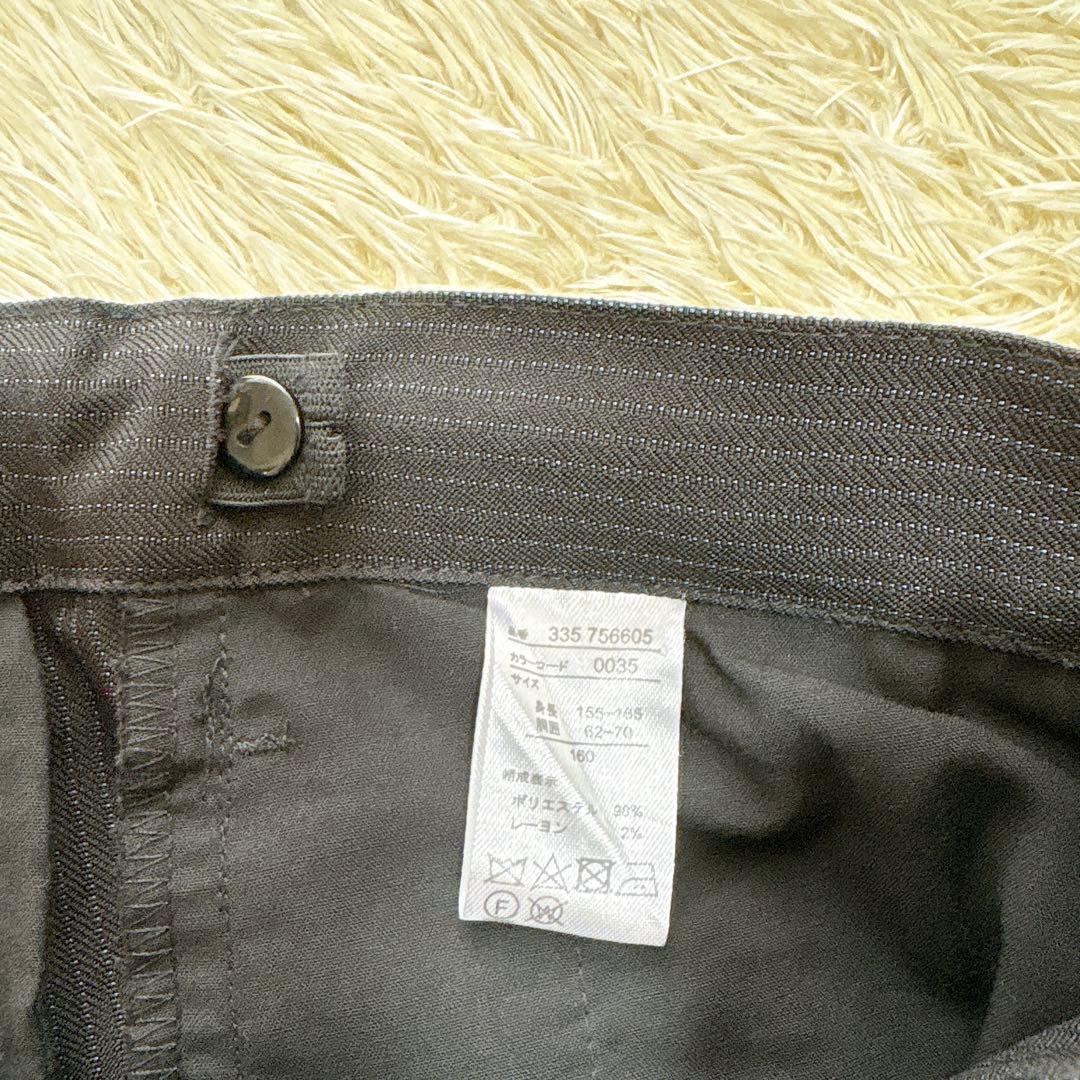 品番 335 756605
カラーコード 0035
サイズ
身長 155-165
胴囲 62-70
160
組成表示
ポリエステル 98%
レーヨン 2%
F
W